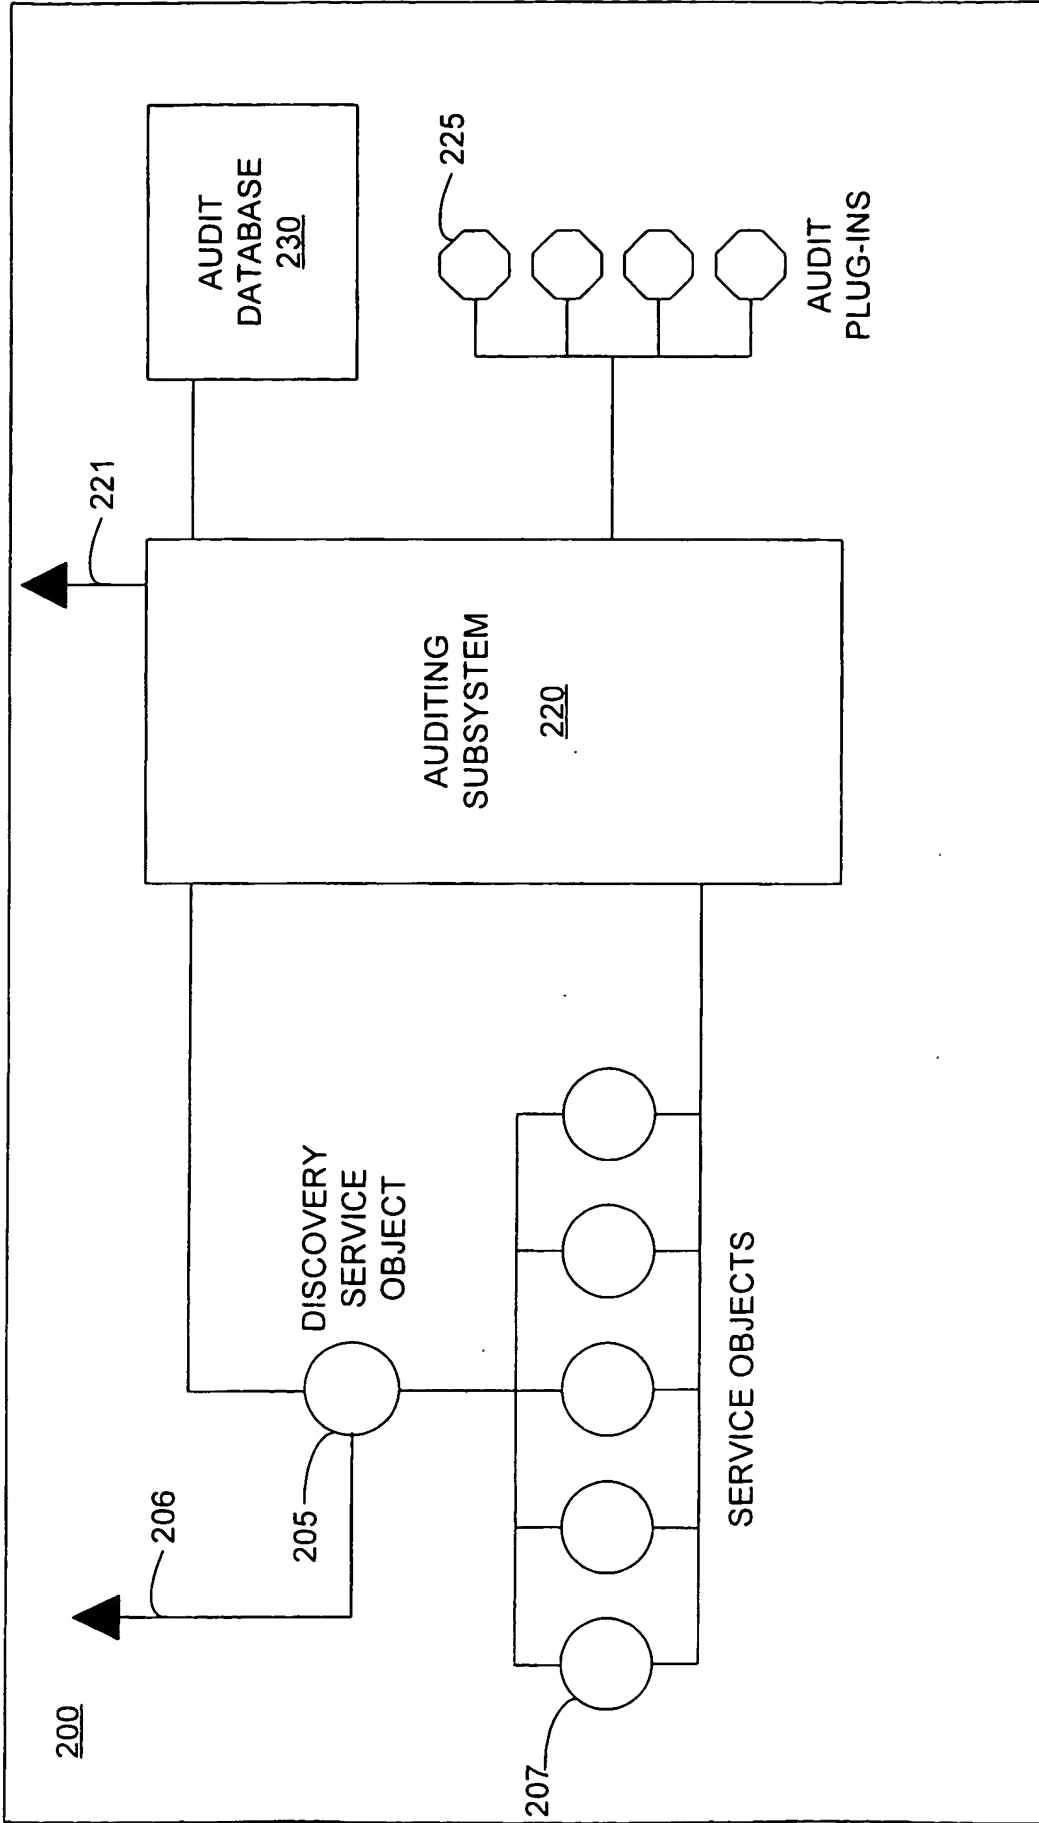 200
206
221
AUDIT
DATABASE
230
205
DISCOVERY
SERVICE
OBJECT
AUDITING
SUBSYSTEM
220
225
207
SERVICE OBJECTS
AUDIT
PLUG-INS